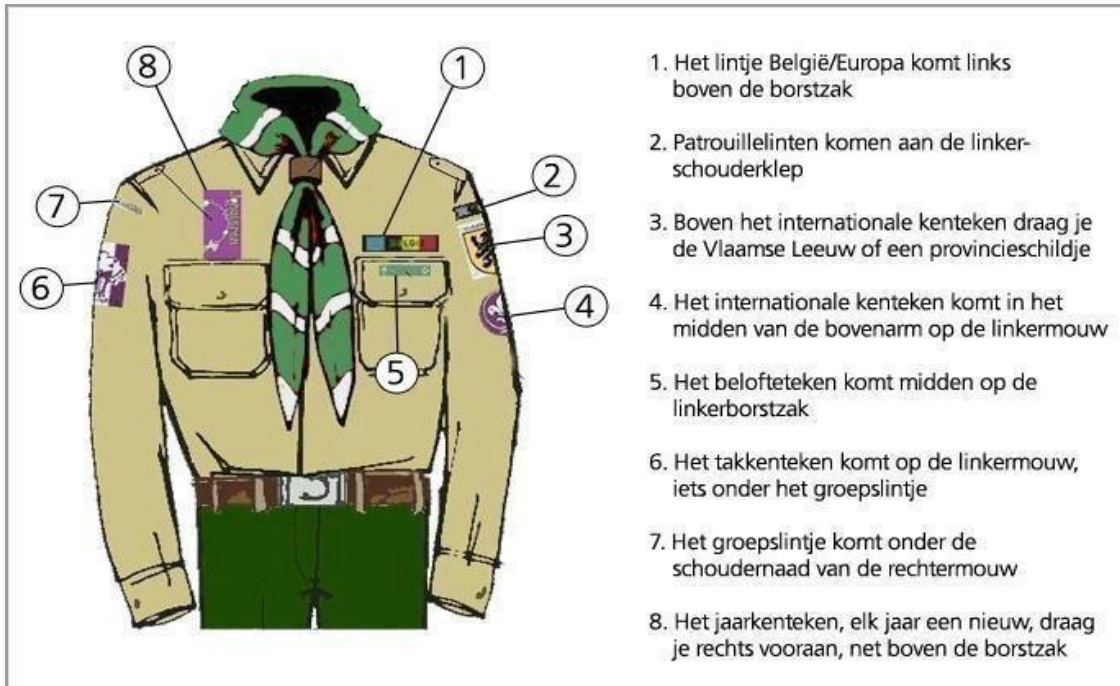 8
1
7
2
3
6
4
5
BELGIË
1. Het lintje België/Europa komt links
boven de borstzak
2. Patrouillelinten komen aan de linker-
schouderklep
3. Boven het internationale kenteken draag je
de Vlaamse Leeuw of een provincieschildje
4. Het internationale kenteken komt in het
midden van de bovenarm op de linkermouw
5. Het belofteteken komt midden op de
linkerborstzak
6. Het takkenteken komt op de linkermouw,
iets onder het groepslintje
7. Het groepslintje komt onder de
schoudernaad van de rechtermouw
8. Het jaarkenteken, elk jaar een nieuw, draag
je rechts vooraan, net boven de borstzak